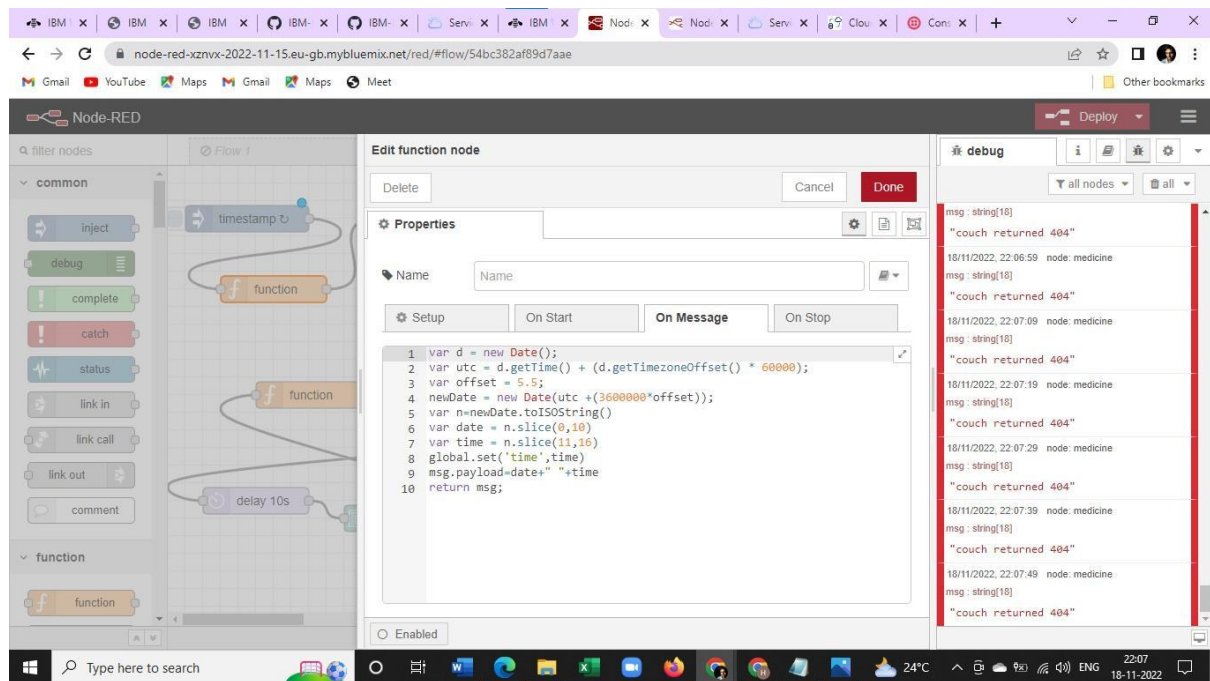 IBM
IBM
IBM
IBM-
IBM-
Servi
IBM
Node
Node
Servi
Clou
Cons
node-red-xznvx-2022-11-15.eu-gb.mybluemix.net/red/#flow/54bc382af89d7aae
Gmail YouTube Maps Gmail Maps Meet Other bookmarks
Node-RED Deploy
filter nodes
Flow 1
common
inject
debug
complete
catch
status
link in
link call
link out
comment
function
function
timestamp ↻
function
function
delay 10s
Edit function node
Delete Cancel Done
Properties
Name Name
Setup On Start On Message On Stop
1 var d = new Date();
2 var utc = d.getTime() + (d.getTimezoneOffset() * 60000);
3 var offset = 5.5;
4 newDate = new Date(utc +(3600000*offset));
5 var n=newDate.toISOString()
6 var date = n.slice(0,10)
7 var time = n.slice(11,16)
8 global.set('time',time)
9 msg.payload=date+" "+time
10 return msg;
Enabled
debug i
all nodes all
msg : string[18]
"couch returned 404"
18/11/2022, 22:06:59 node: medicine
msg : string[18]
"couch returned 404"
18/11/2022, 22:07:09 node: medicine
msg : string[18]
"couch returned 404"
18/11/2022, 22:07:19 node: medicine
msg : string[18]
"couch returned 404"
18/11/2022, 22:07:29 node: medicine
msg : string[18]
"couch returned 404"
18/11/2022, 22:07:39 node: medicine
msg : string[18]
"couch returned 404"
18/11/2022, 22:07:49 node: medicine
msg : string[18]
"couch returned 404"
Type here to search
24°C
ENG
22:07
18-11-2022